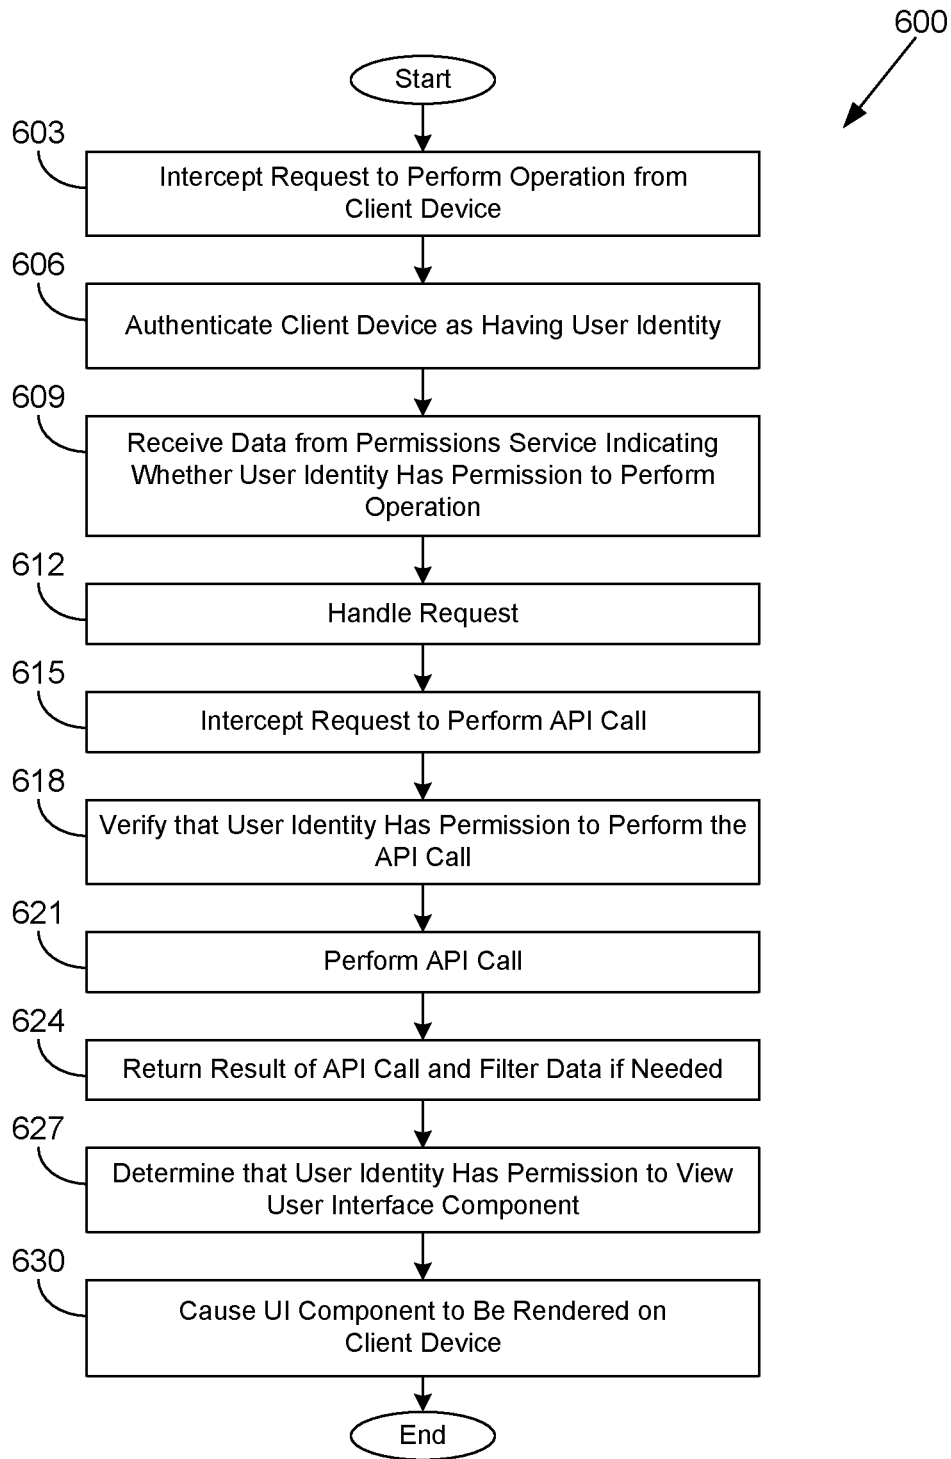 600
Start
603
Intercept Request to Perform Operation from
Client Device
606
Authenticate Client Device as Having User Identity
609
Receive Data from Permissions Service Indicating
Whether User Identity Has Permission to Perform
Operation
612
Handle Request
615
Intercept Request to Perform API Call
618
Verify that User Identity Has Permission to Perform the
API Call
621
Perform API Call
624
Return Result of API Call and Filter Data if Needed
627
Determine that User Identity Has Permission to View
User Interface Component
630
Cause UI Component to Be Rendered on
Client Device
End